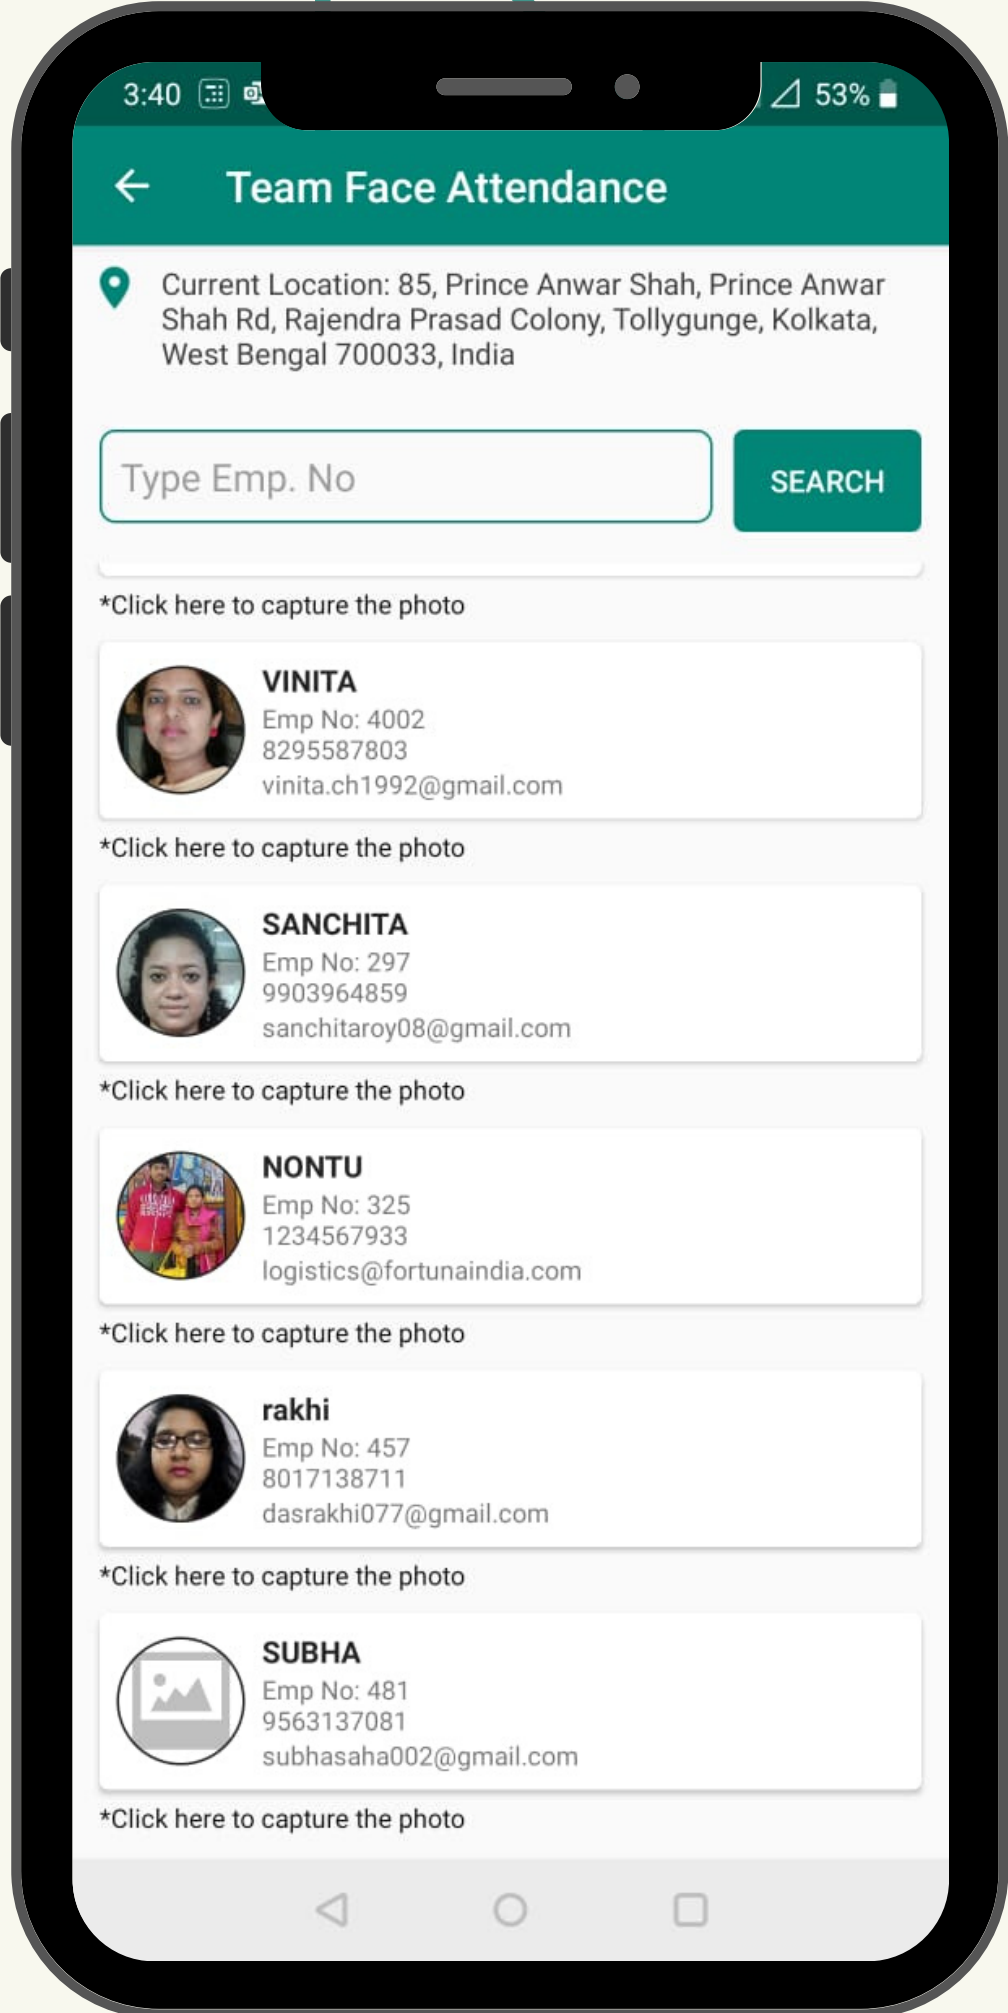 3:40
53%
Team Face Attendance
Current Location: 85, Prince Anwar Shah, Prince Anwar
Shah Rd, Rajendra Prasad Colony, Tollygunge, Kolkata,
West Bengal 700033, India
Type Emp. No
SEARCH
*Click here to capture the photo
VINITA
Emp No: 4002
8295587803
vinita.ch1992@gmail.com
*Click here to capture the photo
SANCHITA
Emp No: 297
9903964859
sanchitaroy08@gmail.com
*Click here to capture the photo
NONTU
Emp No: 325
1234567933
logistics@fortunaindia.com
*Click here to capture the photo
rakhi
Emp No: 457
8017138711
dasrakhi077@gmail.com
*Click here to capture the photo
SUBHA
Emp No: 481
9563137081
subhasaha002@gmail.com
*Click here to capture the photo